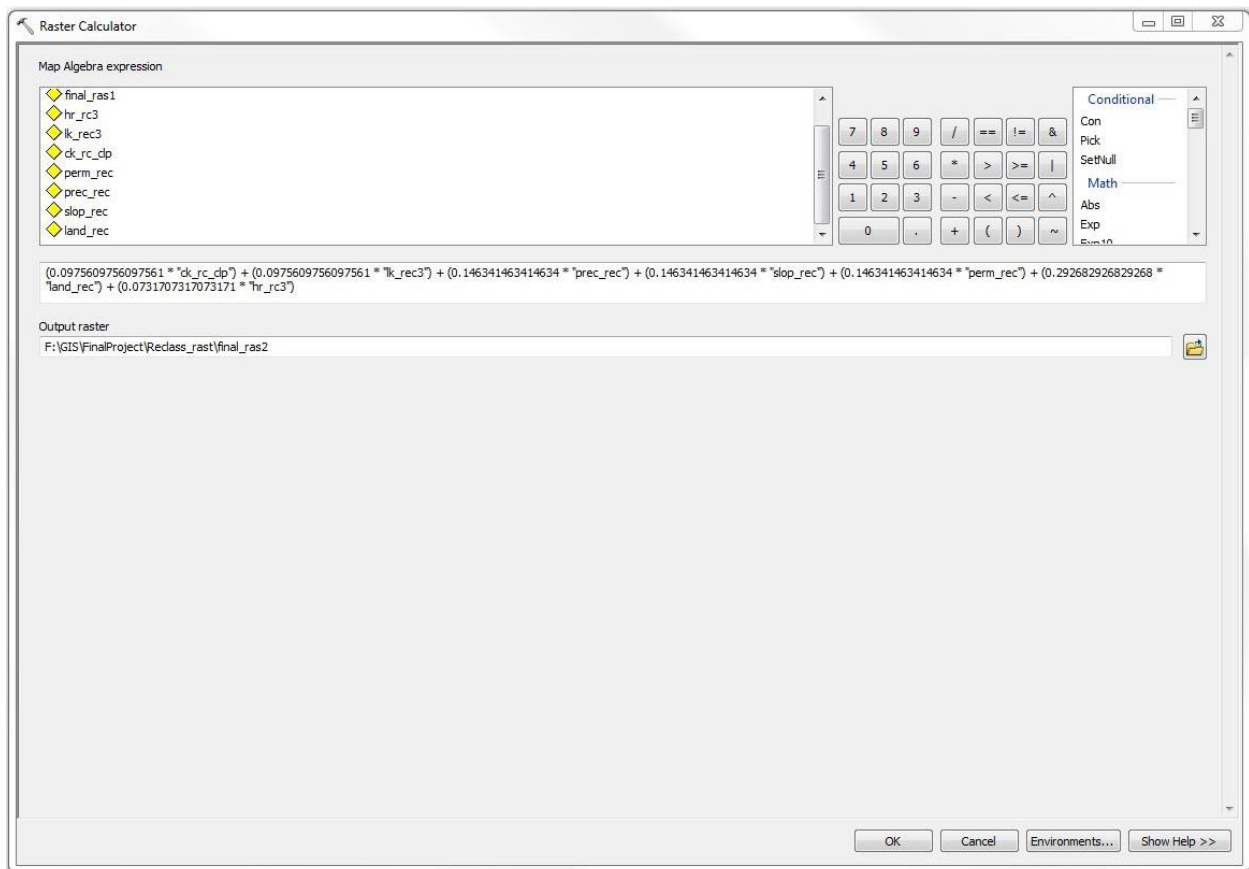 Raster Calculator
Map Algebra expression
final_ras1
hr_rc3
lk_rec3
ck_rc_clp
perm_rec
prec_rec
slop_rec
land_rec
7 8 9 / == != &
4 5 6 * > >= |
1 2 3 - < <= ^
0 . + ( ) ~
Conditional
Con
Pick
SetNull
Math
Abs
Exp
Exp10
(0.0975609756097561 * "ck_rc_clp") + (0.0975609756097561 * "lk_rec3") + (0.146341463414634 * "prec_rec") + (0.146341463414634 * "slop_rec") + (0.146341463414634 * "perm_rec") + (0.292682926829268 *
"land_rec") + (0.0731707317073171 * "hr_rc3")
Output raster
F:\GIS\FinalProject\Reclass_rast\final_ras2
OK Cancel Environments... Show Help >>